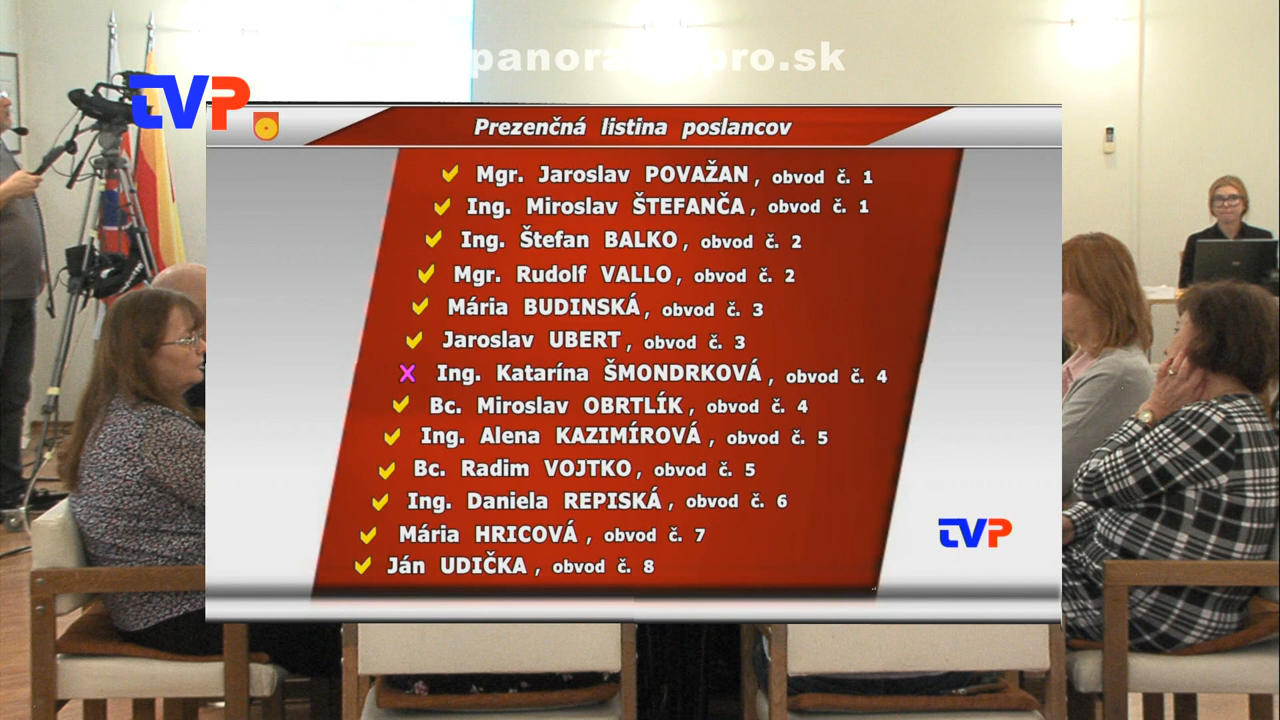 panora pro.sk
TVP
Prezenčná listina poslancov
Mgr. Jaroslav POVAŽAN, obvod č. 1
Ing. Miroslav ŠTEFANČA, obvod č. 1
Ing. Štefan BALKO, obvod č. 2
Mgr. Rudolf VALLO, obvod č. 2
Mária BUDINSKÁ, obvod č. 3
Jaroslav UBERT, obvod č. 3
Ing. Katarína ŠMONDRKOVÁ, obvod č. 4
Bc. Miroslav OBRTLÍK, obvod č. 4
Ing. Alena KAZIMÍROVÁ, obvod č. 5
Bc. Radim VOJTKO, obvod č. 5
Ing. Daniela REPISKÁ, obvod č. 6
Mária HRICOVÁ, obvod č. 7
Ján UDIČKA, obvod č. 8
TVP